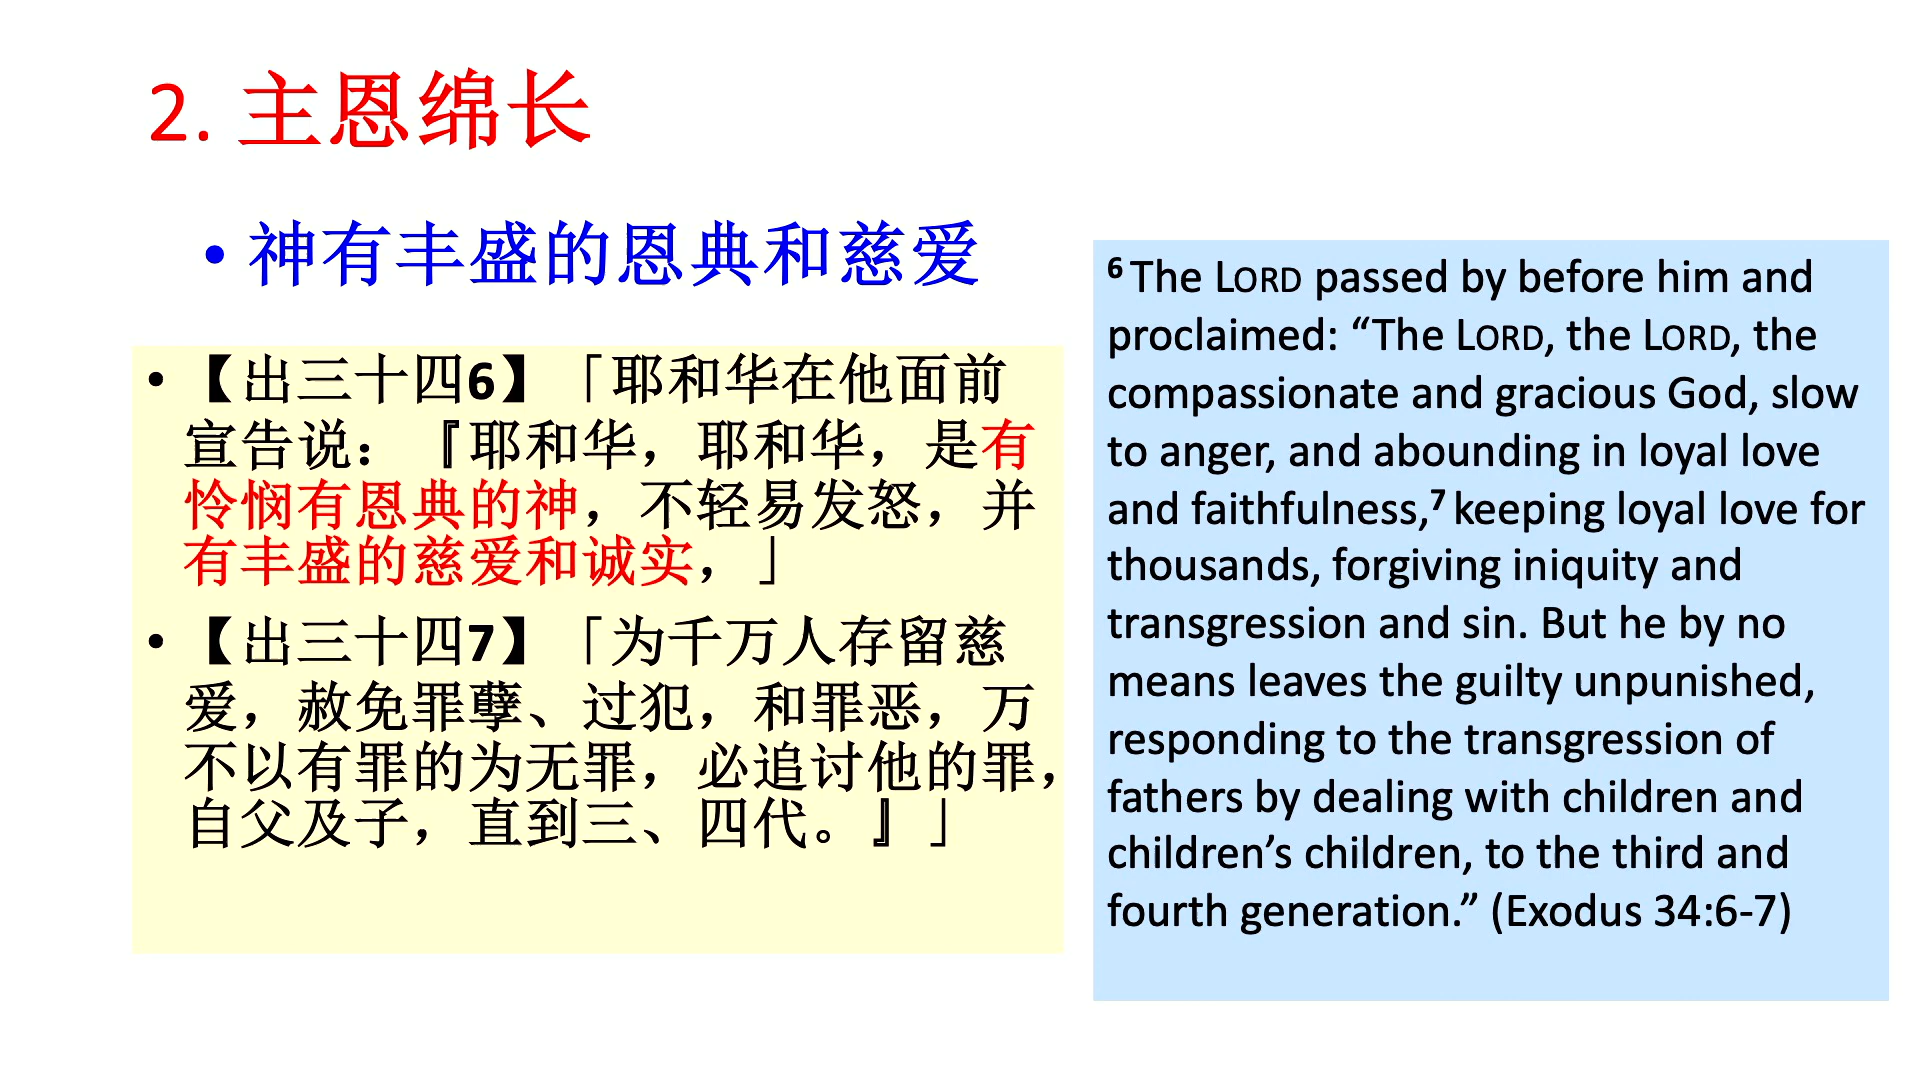 2. 主恩绵长
• 神有丰盛的恩典和慈爱
• 【出三十四6】「耶和华在他面前
宣告说：『耶和华，耶和华，是有
怜悯有恩典的神，不轻易发怒，并
有丰盛的慈爱和诚实，」
• 【出三十四7】「为千万人存留慈
爱，赦免罪孽、过犯，和罪恶，万
不以有罪的为无罪，必追讨他的罪，
自父及子，直到三、四代。』」
6 The LORD passed by before him and
proclaimed: “The LORD, the LORD, the
compassionate and gracious God, slow
to anger, and abounding in loyal love
and faithfulness,7 keeping loyal love for
thousands, forgiving iniquity and
transgression and sin. But he by no
means leaves the guilty unpunished,
responding to the transgression of
fathers by dealing with children and
children’s children, to the third and
fourth generation.” (Exodus 34:6-7)